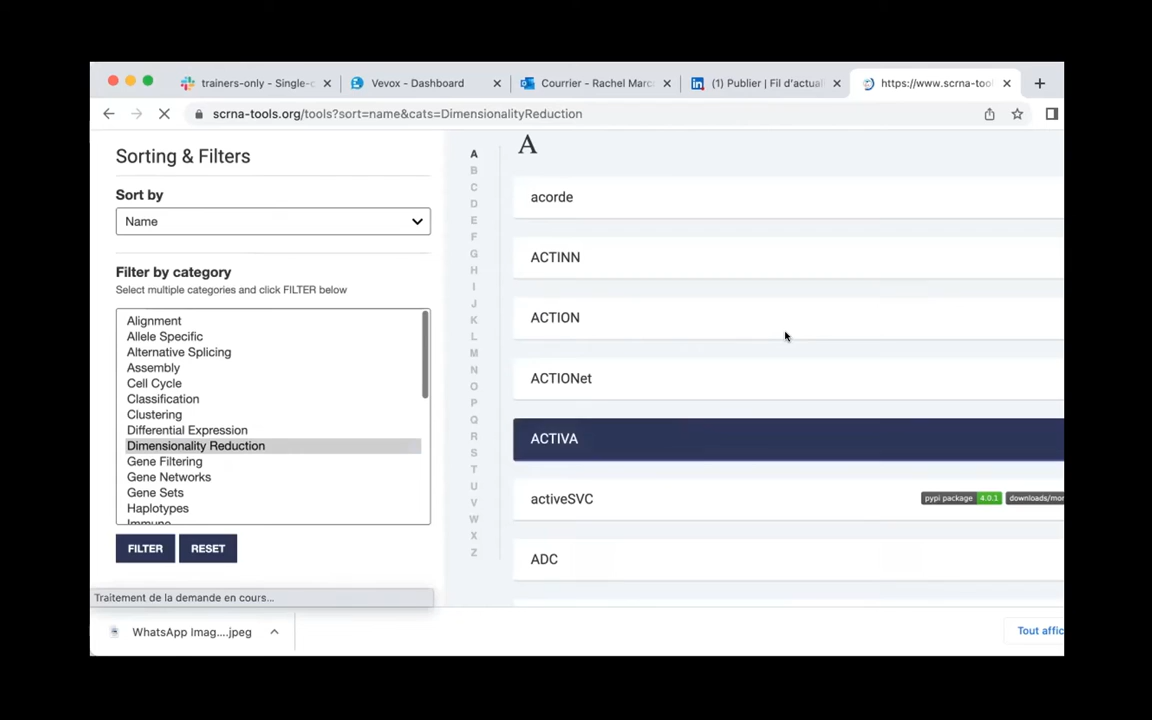 trainers-only - Single-c
Vevox - Dashboard
Courrier - Rachel Marc
(1) Publier | Fil d'actual
https://www.scrna-tool
scrna-tools.org/tools?sort=name&cats=DimensionalityReduction
Sorting & Filters
Sort by
Name
Filter by category
Select multiple categories and click FILTER below
Alignment
Allele Specific
Alternative Splicing
Assembly
Cell Cycle
Classification
Clustering
Differential Expression
Dimensionality Reduction
Gene Filtering
Gene Networks
Gene Sets
Haplotypes
Immune
FILTER
RESET
A
B
C
D
E
F
G
H
I
J
K
L
M
N
O
P
Q
R
S
T
U
V
W
X
Z
A
acorde
ACTINN
ACTION
ACTIONet
ACTIVA
activeSVC
pypi package 4.0.1
downloads/mor
ADC
Traitement de la demande en cours...
WhatsApp Imag....jpeg
Tout affic